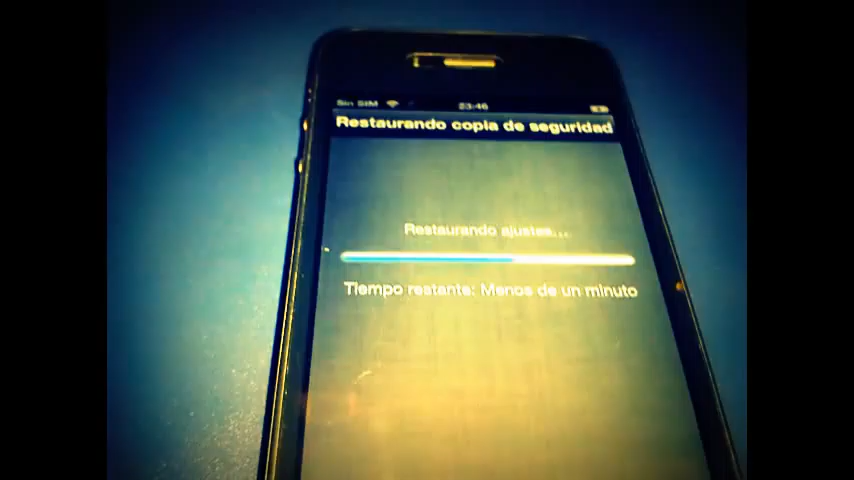 Sin SIM 23:46
Restaurando copia de seguridad
Restaurando ajustes...
Tiempo restante: Menos de un minuto